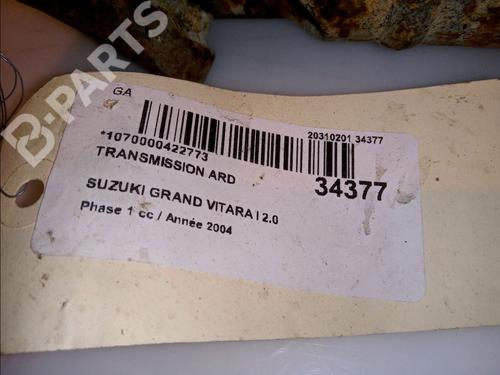 B-PARTS
GA
20310201 34377
*1070000422773
TRANSMISSION ARD
34377
SUZUKI GRAND VITARA I 2.0
Phase 1 cc / Année 2004